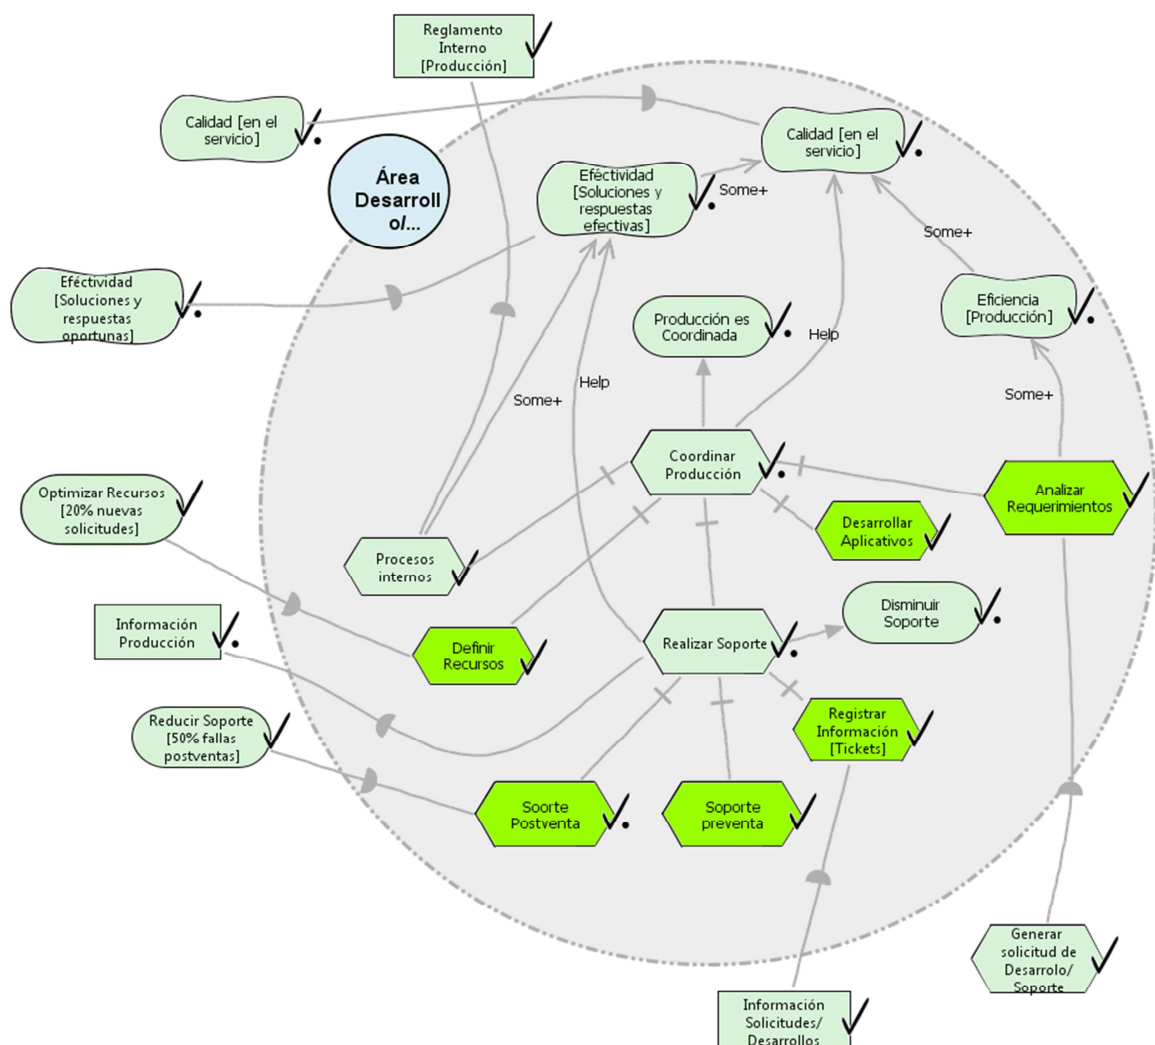 Reglamento
Interno
[Producción]
Calidad [en el
servicio]
Calidad [en el
servicio]
Área
Desarroll
o/...
Eféctividad
[Soluciones y
respuestas
efectivas]
Some+
Some+
Eféctividad
[Soluciones y
respuestas
oportunas]
Eficiencia
[Producción]
Producción es
Coordinada
Help
Help
Some+
Some+
Coordinar
Producción
Analizar
Requerimientos
Optimizar Recursos
[20% nuevas
solicitudes]
Desarrollar
Aplicativos
Procesos
internos
Disminuir
Soporte
Información
Producción
Definir
Recursos
Realizar Soporte
Reducir Soporte
[50% fallas
postventas]
Registrar
Información
[Tickets]
Soorte
Postventa
Soporte
preventa
Generar
solicitud de
Desarrolo/
Soporte
Información
Solicitudes/
Desarrollos